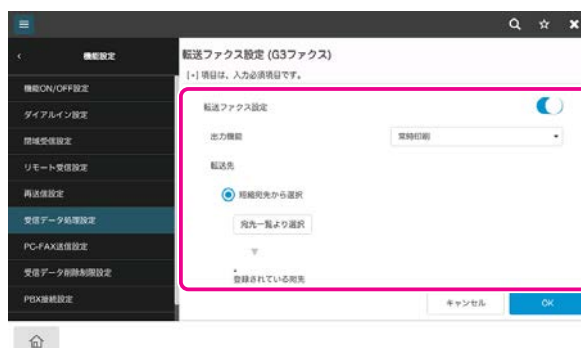 機能設定
機能ON/OFF設定
ダイアルイン設定
閉域受信設定
リモート受信設定
再送信設定
受信データ処理設定
PC-FAX送信設定
受信データ削除制限設定
PBX接続設定
転送ファクス設定 (G3ファクス)
[*] 項目は、入力必須項目です。
転送ファクス設定
出力機能
常時印刷
転送先
短縮宛先から選択
宛先一覧より選択
*
登録されている宛先
キャンセル
OK